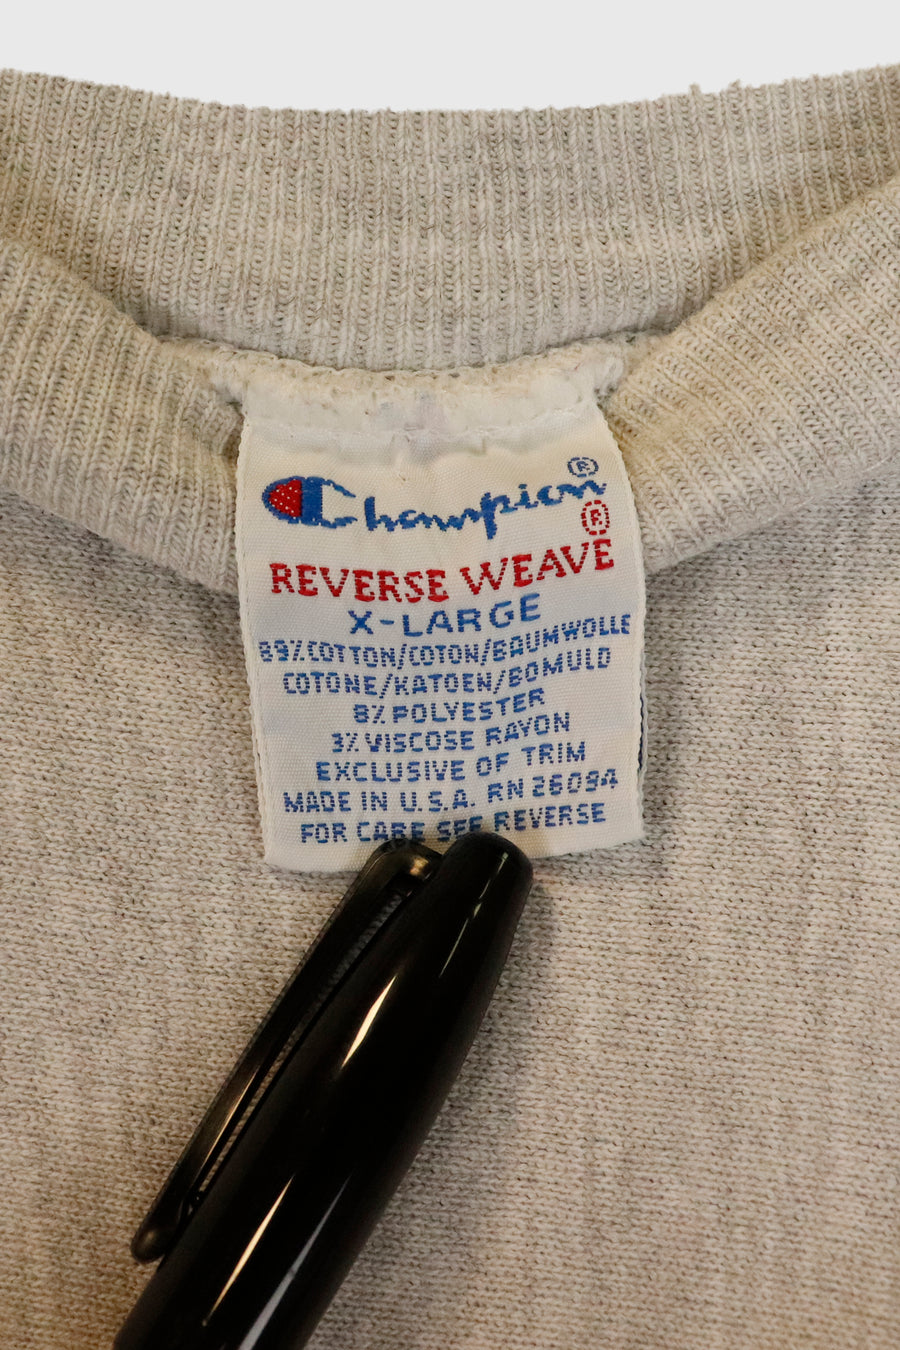 Champion®
®
REVERSE WEAVE
X-LARGE
89% COTTON/COTON/BAUMWOLLE
COTONE/KATOEN/BOMULD
8% POLYESTER
3% VISCOSE RAYON
EXCLUSIVE OF TRIM
MADE IN U.S.A. RN 26094
FOR CARE SEE REVERSE